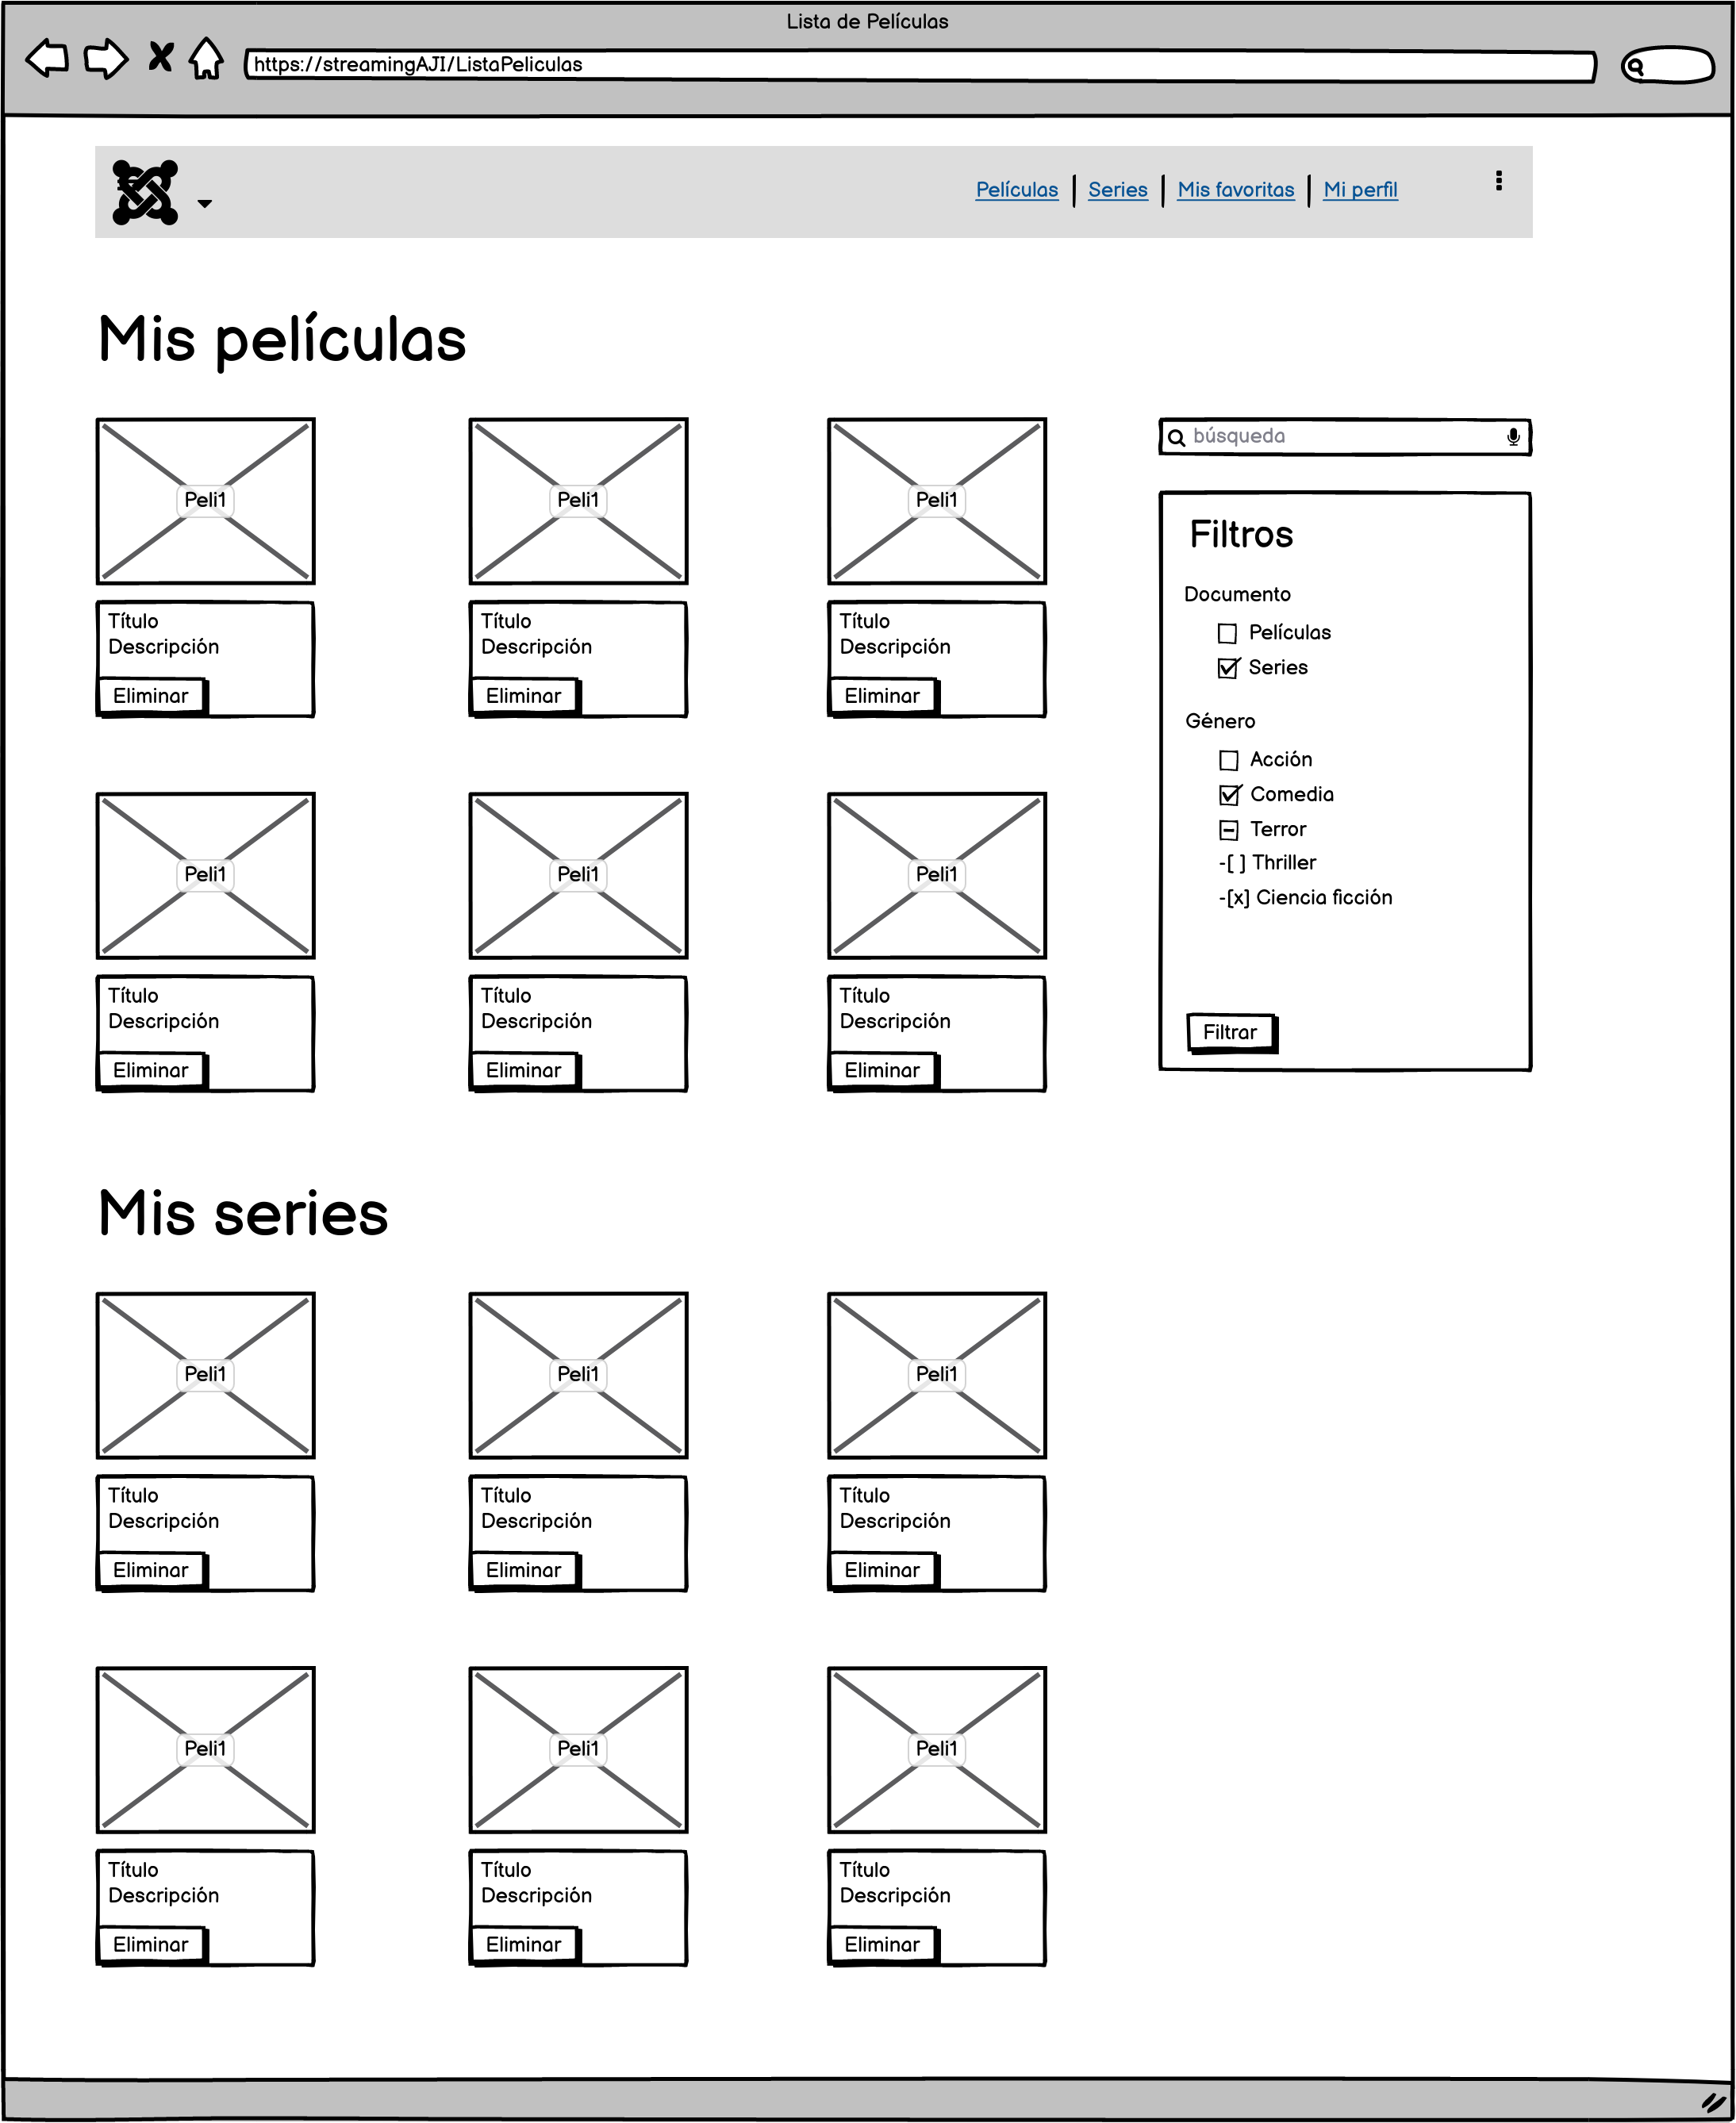 Lista de Películas
https://streamingAJI/ListaPeliculas
Películas Series Mis favoritas Mi perfil
Mis películas
Peli1 Peli1 Peli1
Título Título Título
Descripción Descripción Descripción
Eliminar Eliminar Eliminar
Peli1 Peli1 Peli1
Título Título Título
Descripción Descripción Descripción
Eliminar Eliminar Eliminar
búsqueda
Filtros
Documento
Películas
Series
Género
Acción
Comedia
Terror
-[ ] Thriller
-[x] Ciencia ficción
Filtrar
Mis series
Peli1 Peli1 Peli1
Título Título Título
Descripción Descripción Descripción
Eliminar Eliminar Eliminar
Peli1 Peli1 Peli1
Título Título Título
Descripción Descripción Descripción
Eliminar Eliminar Eliminar